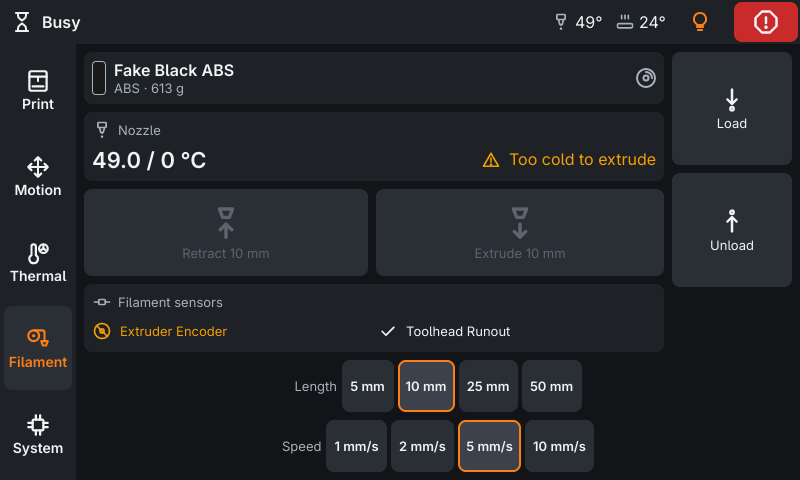 Busy
49°
24°
Print
Motion
Thermal
Filament
System
Fake Black ABS
ABS · 613 g
Nozzle
49.0 / 0 °C
Too cold to extrude
Retract 10 mm
Extrude 10 mm
Filament sensors
Extruder Encoder
Toolhead Runout
Length
5 mm
10 mm
25 mm
50 mm
Speed
1 mm/s
2 mm/s
5 mm/s
10 mm/s
Load
Unload